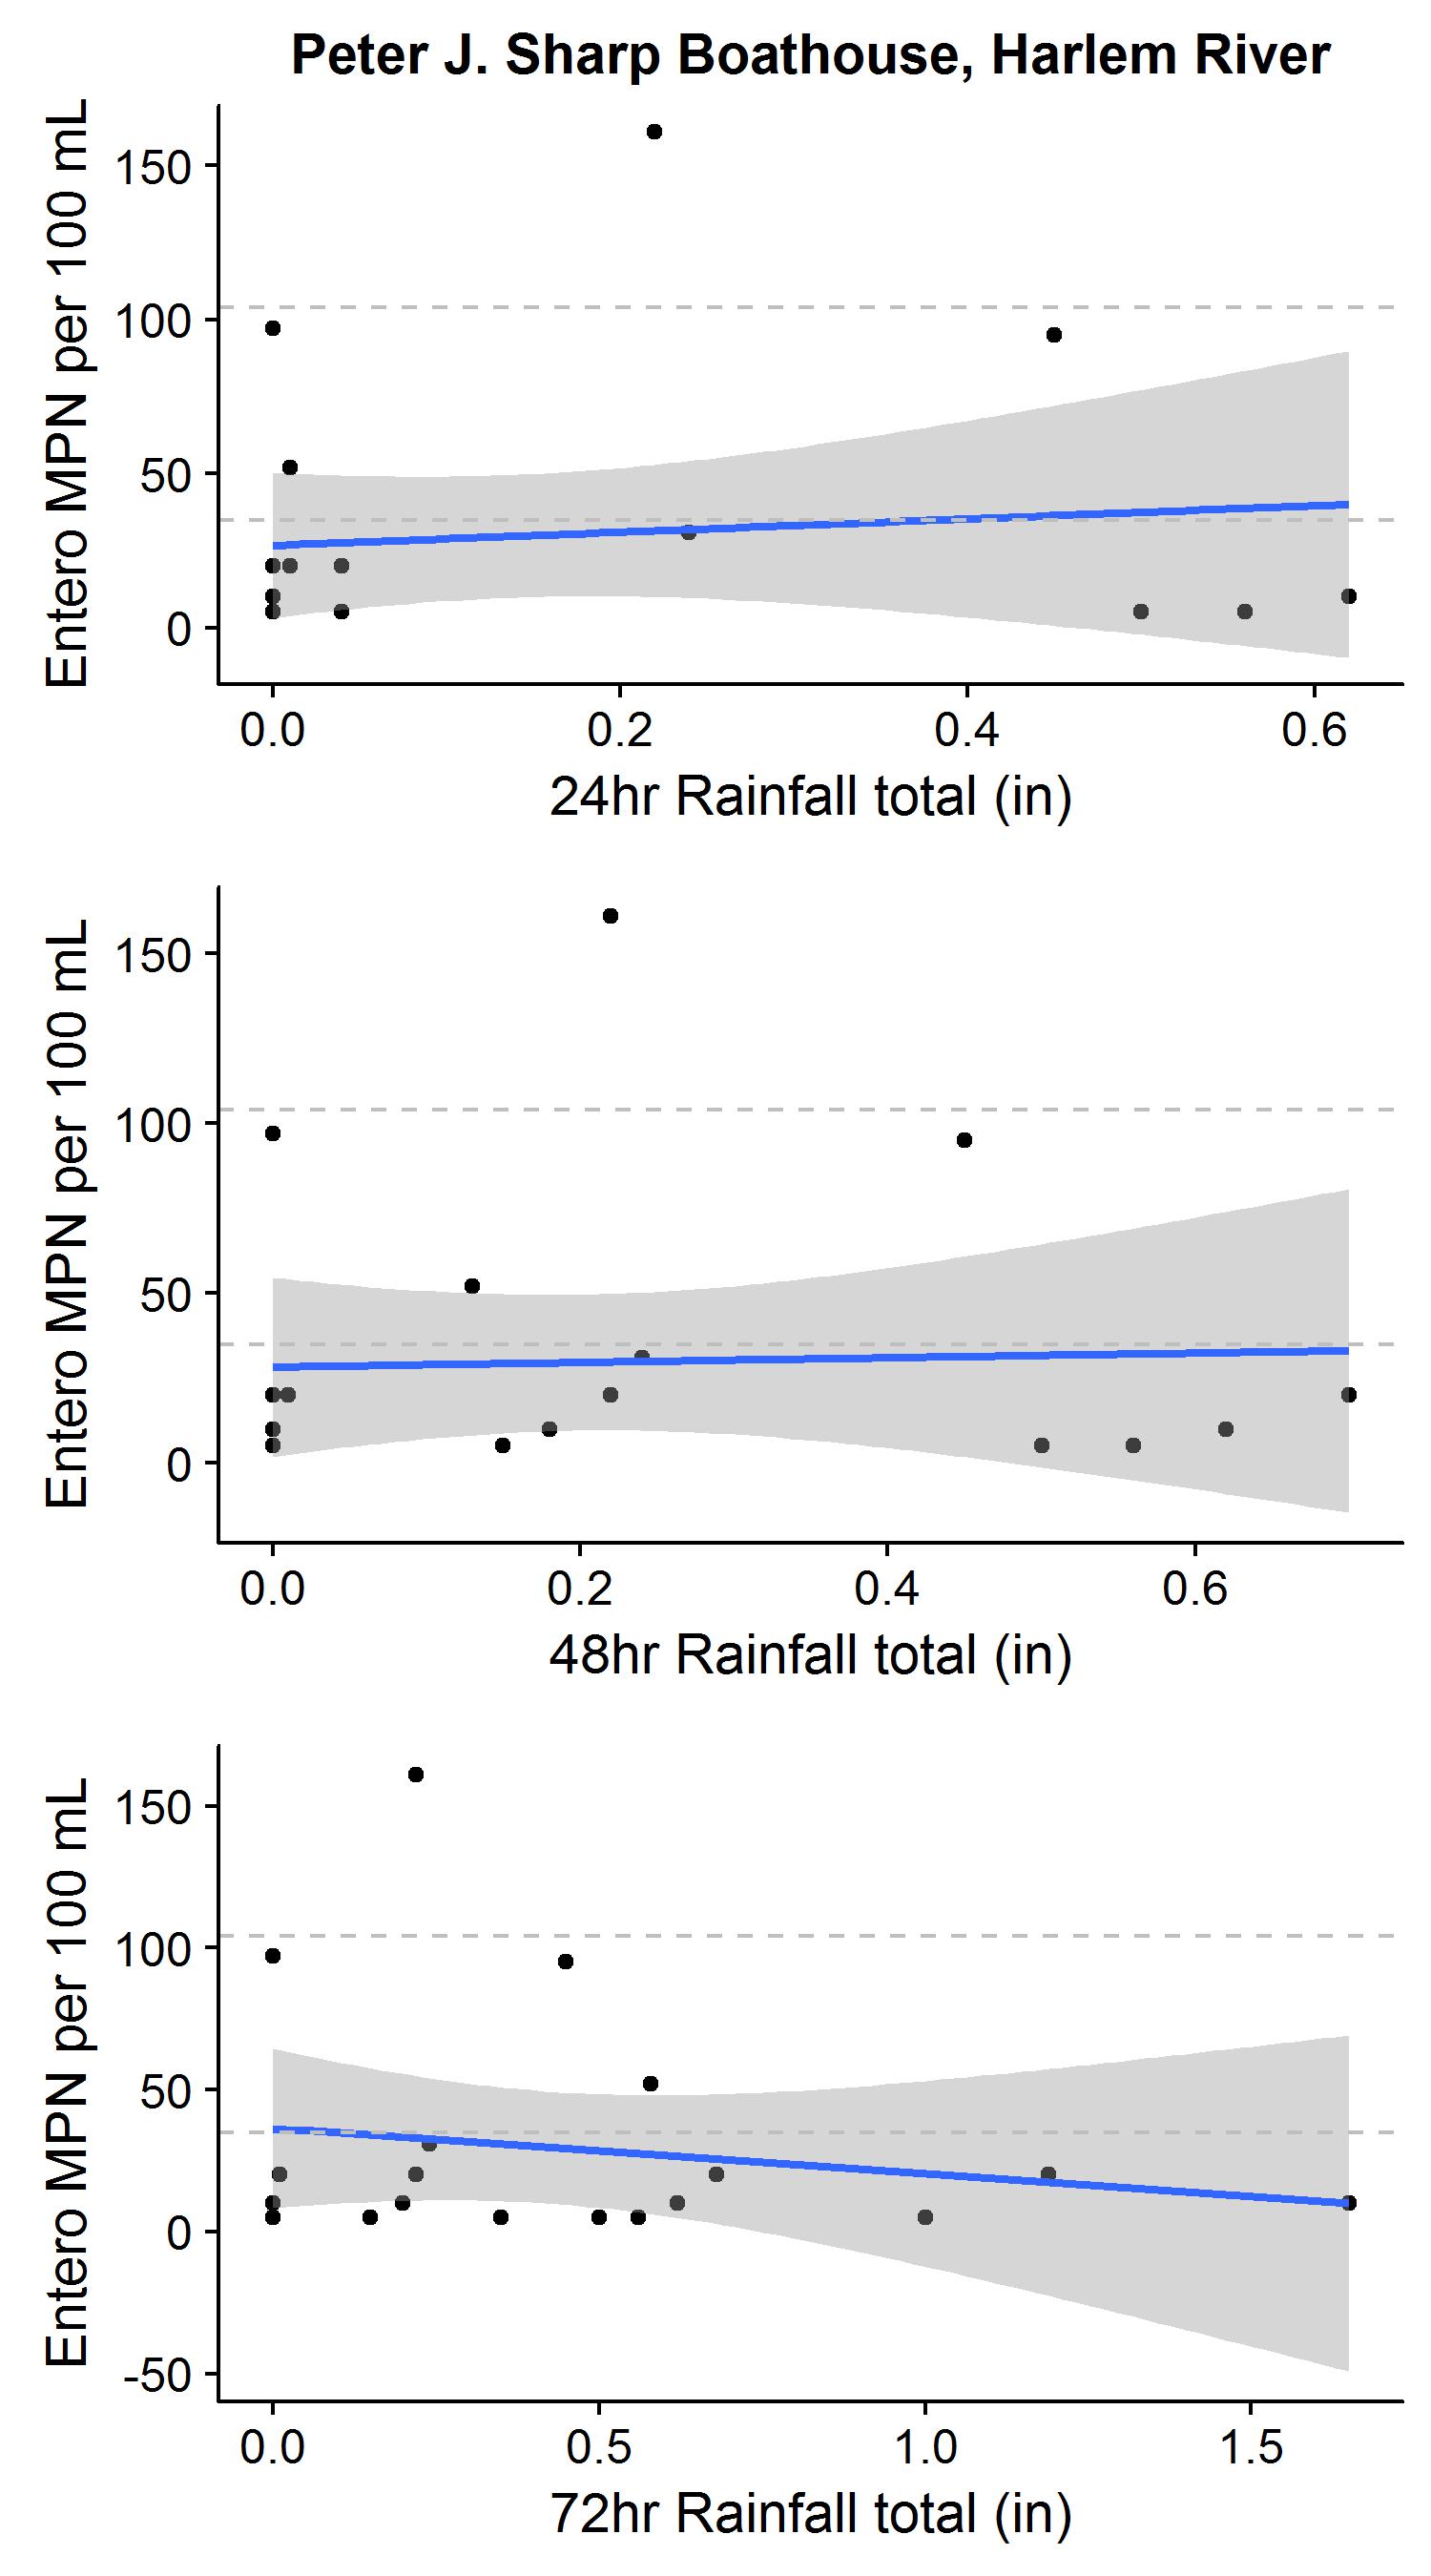 Peter J. Sharp Boathouse, Harlem River
Entero MPN per 100 mL
150
100
50
0
0.0 0.2 0.4 0.6
24hr Rainfall total (in)
Entero MPN per 100 mL
150
100
50
0
0.0 0.2 0.4 0.6
48hr Rainfall total (in)
Entero MPN per 100 mL
150
100
50
0
-50
0.0 0.5 1.0 1.5
72hr Rainfall total (in)